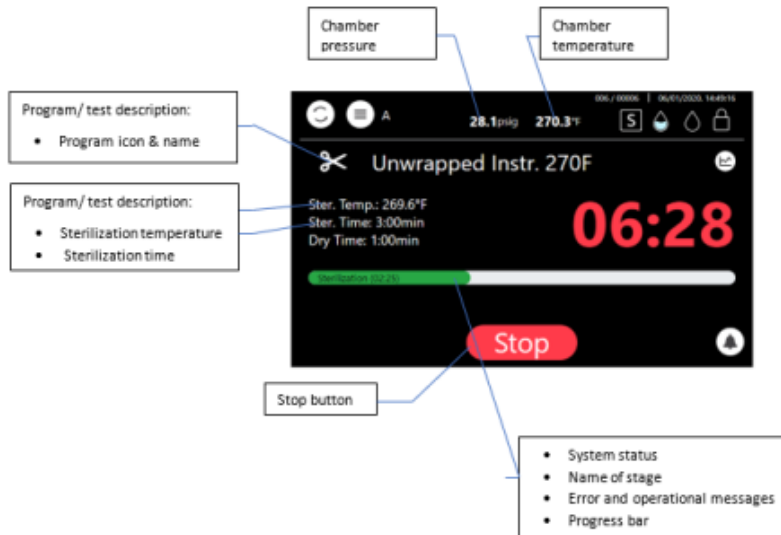 Chamber
pressure
Chamber
temperature
Program/ test description:
• Program icon & name
Program/ test description:
• Sterilization temperature
• Sterilization time
006 / 00006 | 06/01/2020, 14:49:16
A
28.1psig 270.3°F
S
Unwrapped Instr. 270F
Ster. Temp.: 269.6°F
Ster. Time: 3:00min
Dry Time: 1:00min
06:28
Sterilization (02:25)
Stop
Stop button
• System status
• Name of stage
• Error and operational messages
• Progress bar